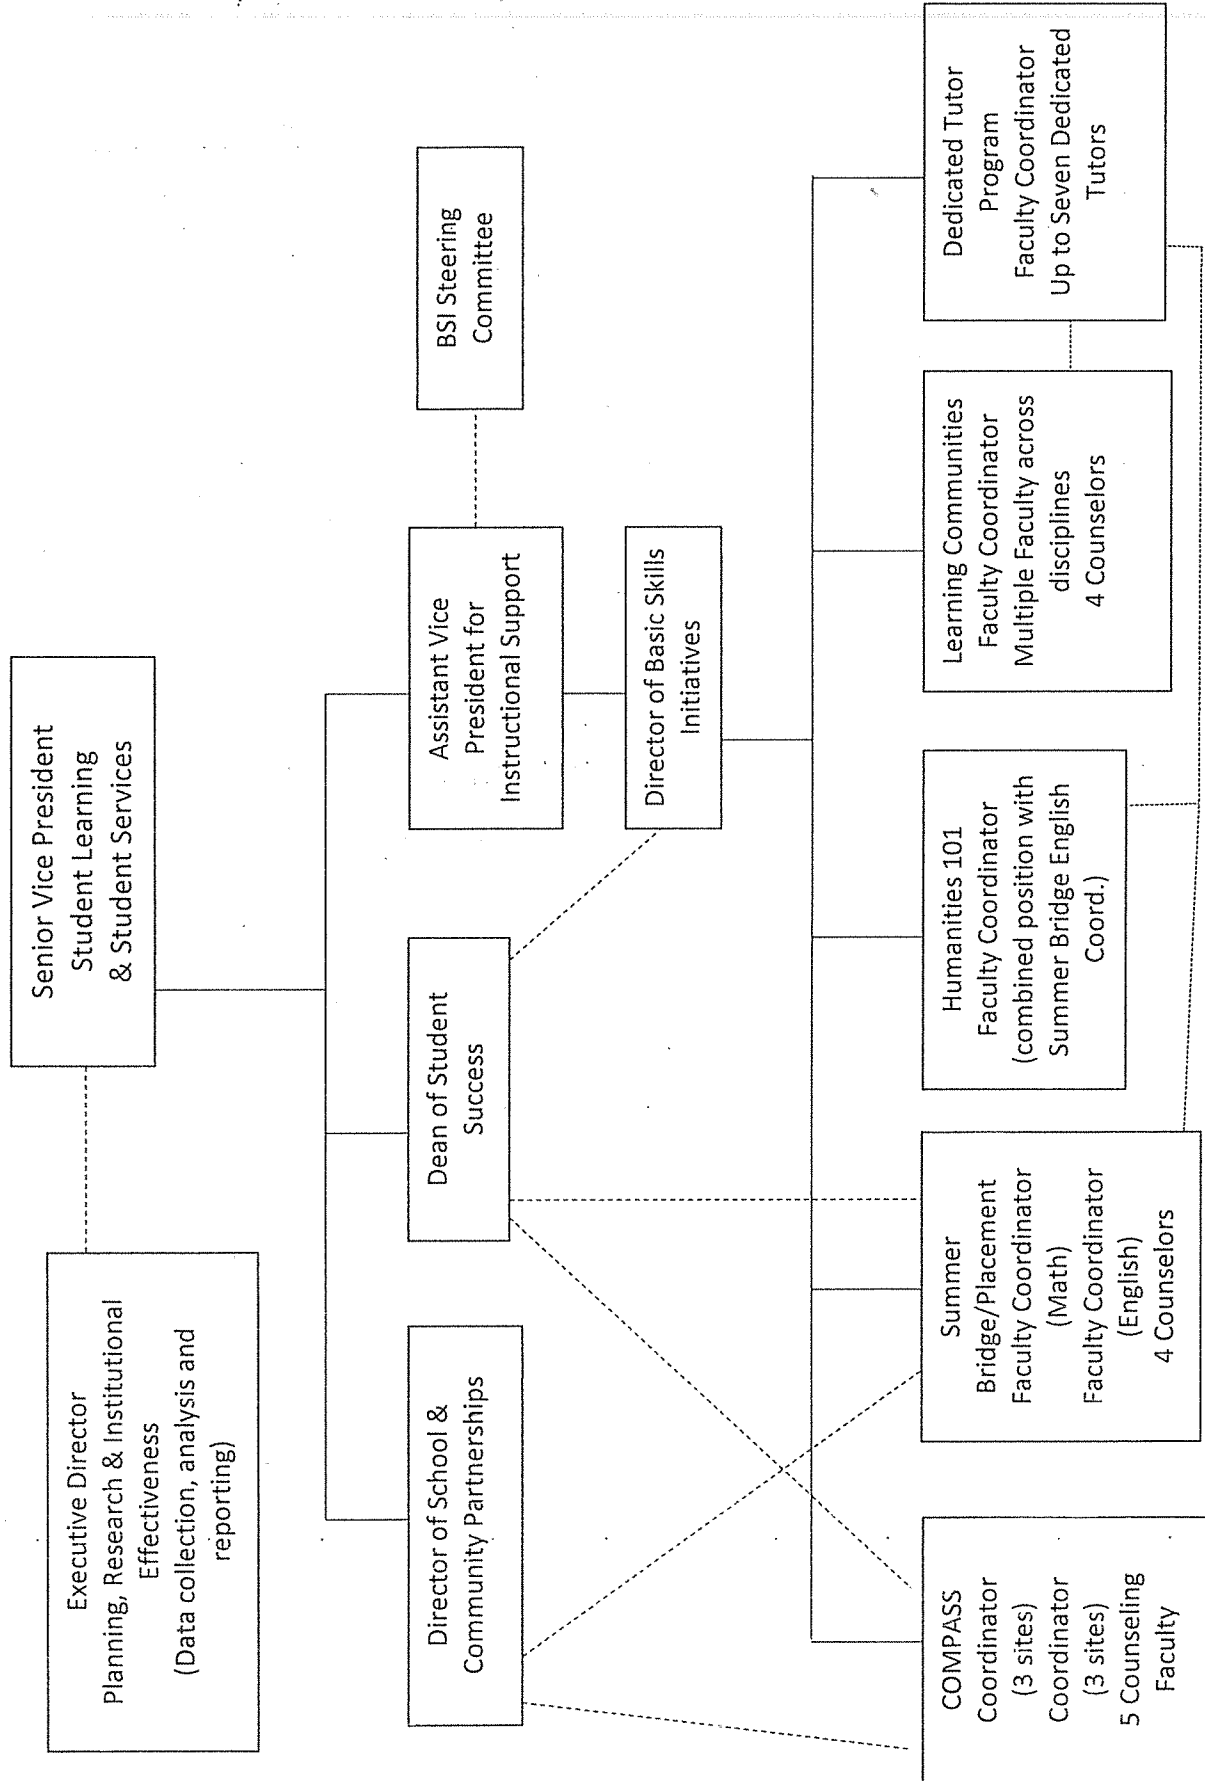 Senior Vice President
Student Learning
& Student Services
Executive Director
Planning, Research & Institutional
Effectiveness
(Data collection, analysis and
reporting)
Director of School &
Community Partnerships
Dean of Student
Success
Assistant Vice
President for
Instructional Support
BSI Steering
Committee
Director of Basic Skills
Initiatives
COMPASS
Coordinator
(3 sites)
Coordinator
(3 sites)
5 Counseling
Faculty
Summer
Bridge/Placement
Faculty Coordinator
(Math)
Faculty Coordinator
(English)
4 Counselors
Humanities 101
Faculty Coordinator
(combined position with
Summer Bridge English
Coord.)
Learning Communities
Faculty Coordinator
Multiple Faculty across
disciplines
4 Counselors
Dedicated Tutor
Program
Faculty Coordinator
Up to Seven Dedicated
Tutors